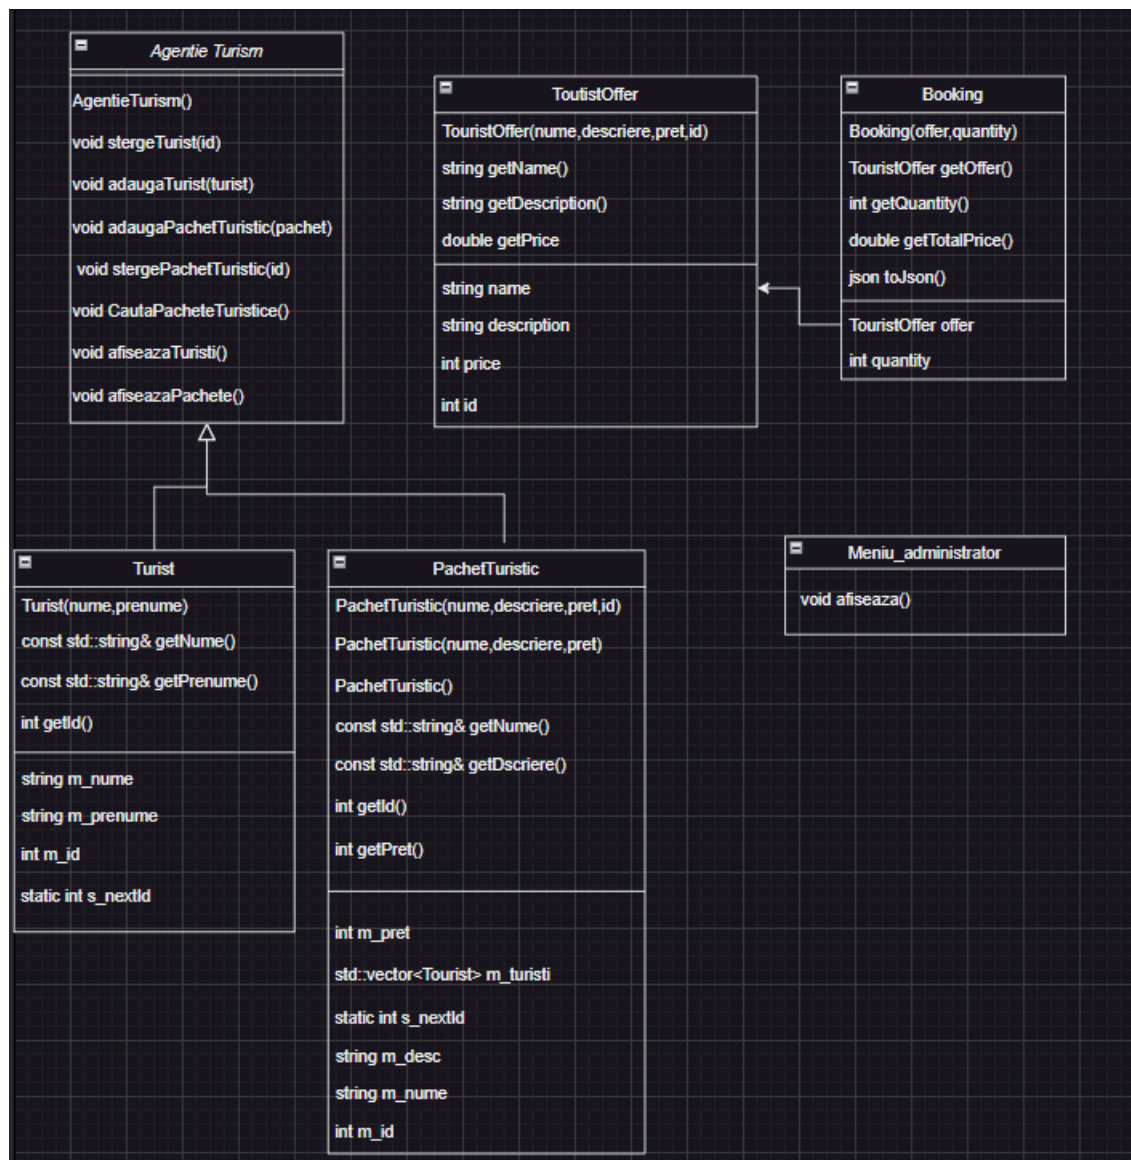 Agentie Turism
AgentieTurism()
void stergeTurist(id)
void adaugaTurist(turist)
void adaugaPachetTuristic(pachet)
void stergePachetTuristic(id)
void CautaPacheteTuristice()
void afiseazaTuristi()
void afiseazaPachete()
ToutistOffer
TouristOffer(nume,descriere,pret,id)
string getName()
string getDescription()
double getPrice
string name
string description
int price
int id
Booking
Booking(offer,quantity)
TouristOffer getOffer()
int getQuantity()
double getTotalPrice()
json toJson()
TouristOffer offer
int quantity
Turist
Turist(nume,prenume)
const std::string& getNume()
const std::string& getPrenume()
int getId()
string m_nume
string m_prenume
int m_id
static int s_nextId
PachetTuristic
PachetTuristic(nume,descriere,pret,id)
PachetTuristic(nume,descriere,pret)
PachetTuristic()
const std::string& getNume()
const std::string& getDscriere()
int getId()
int getPret()
int m_pret
std::vector<Tourist> m_turisti
static int s_nextId
string m_desc
string m_nume
int m_id
Meniu_administrator
void afiseaza()